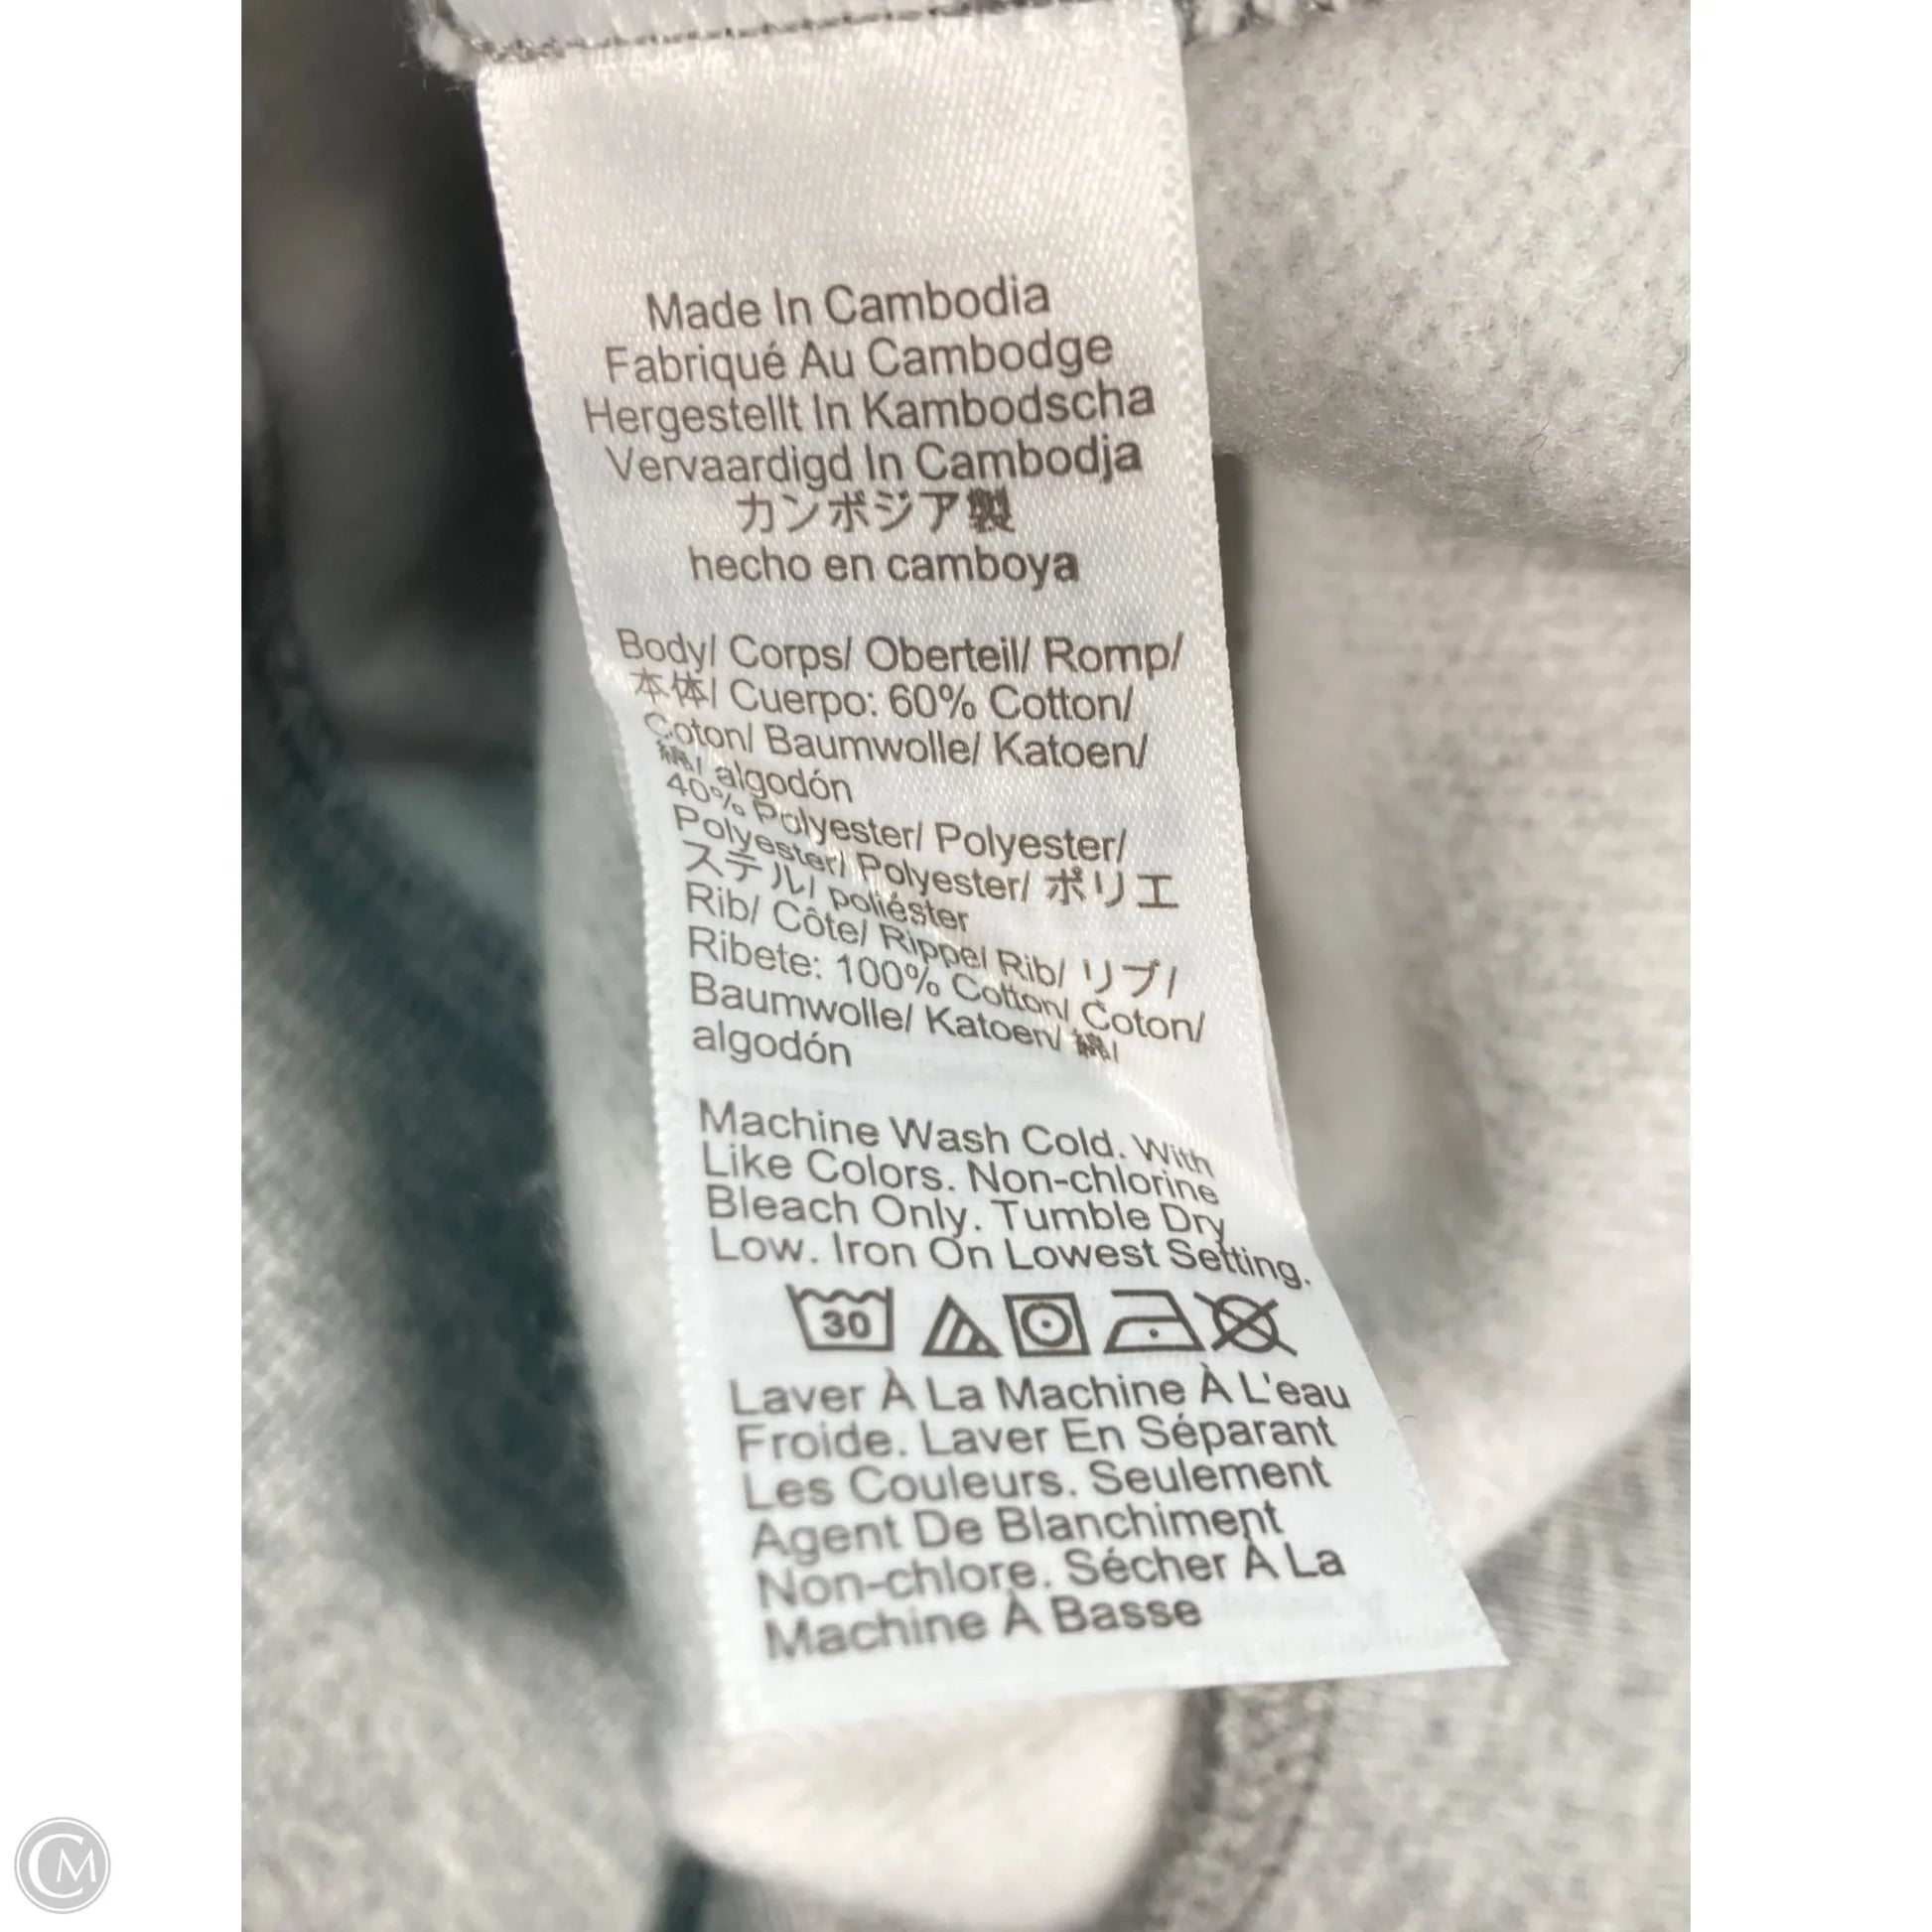 Made In Cambodia
Fabriqué Au Cambodge
Hergestellt In Kambodscha
Vervaardigd In Cambodja
カンボジア製
hecho en camboya
Body/ Corps/ Oberteil/ Romp/
本体/ Cuerpo: 60% Cotton/
Coton/ Baumwolle/ Katoen/
綿/ algodón
40% Polyester/ Polyester/
Polyester/ Polyester/ ポリエ
ステル/ poliéster
Rib/ Côte/ Rippe/ Rib/ リブ/
Ribete: 100% Cotton/ Coton/
Baumwolle/ Katoen/ 綿/
algodón
Machine Wash Cold. With
Like Colors. Non-chlorine
Bleach Only. Tumble Dry
Low. Iron On Lowest Setting.
30
Laver À La Machine À L'eau
Froide. Laver En Séparant
Les Couleurs. Seulement
Agent De Blanchiment
Non-chlore. Sécher À La
Machine À Basse
CM